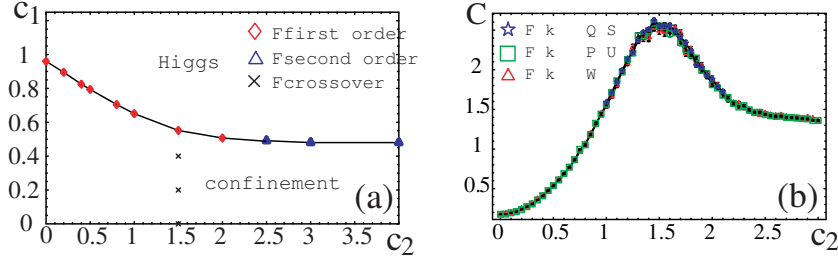 c1
1
0.8
0.6
0.4
0.2
0
0 0.5 1 1.5 2 2.5 3 3.5 4
c2
Higgs
confinement
Ffirst order
Fsecond order
Fcrossover
(a)
C
2
1.5
1
0.5
0 0.5 1 1.5 2 2.5
c2
F k Q S
F k P U
F k W
(b)